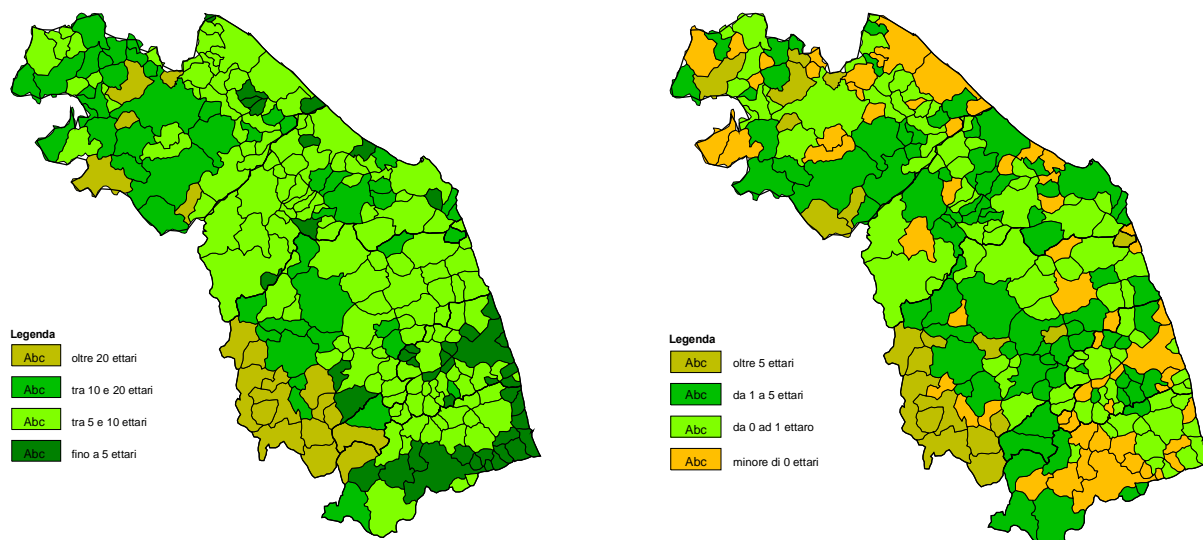 Legenda
Abc oltre 20 ettari
Abc tra 10 e 20 ettari
Abc tra 5 e 10 ettari
Abc fino a 5 ettari
Legenda
Abc oltre 5 ettari
Abc da 1 a 5 ettari
Abc da 0 ad 1 ettaro
Abc minore di 0 ettari